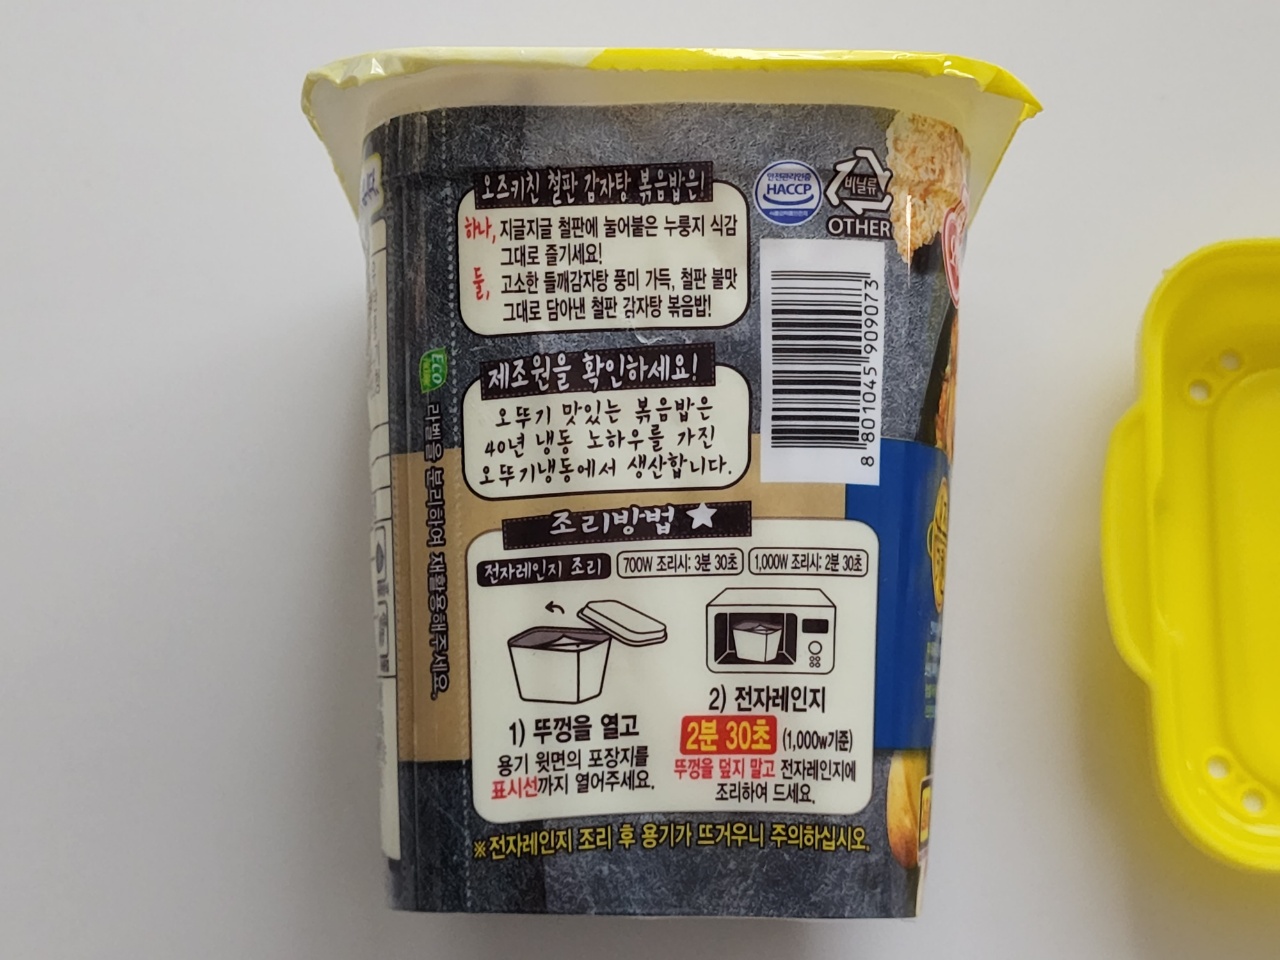 오즈키친 철판 감자탕 볶음밥은!
하나, 지글지글 철판에 눌어붙은 누룽지 식감
그대로 즐기세요!
둘, 고소한 들깨감자탕 풍미 가득, 철판 불맛
그대로 담아낸 철판 감자탕 볶음밥!
안전관리인증
HACCP
식품의약품안전처
비닐류
OTHER
8 801045 909073
제조원을 확인하세요!
오뚜기 맛있는 볶음밥은
40년 냉동 노하우를 가진
오뚜기냉동에서 생산합니다.
ECO
라벨을 분리하여 재활용해 주세요.
조리방법
전자레인지 조리
700W 조리시: 3분 30초
1,000W 조리시: 2분 30초
1) 뚜껑을 열고
용기 윗면의 포장지를
표시선까지 열어주세요.
2) 전자레인지
2분 30초 (1,000w기준)
뚜껑을 덮지 말고 전자레인지에
조리하여 드세요.
※전자레인지 조리 후 용기가 뜨거우니 주의하십시오.